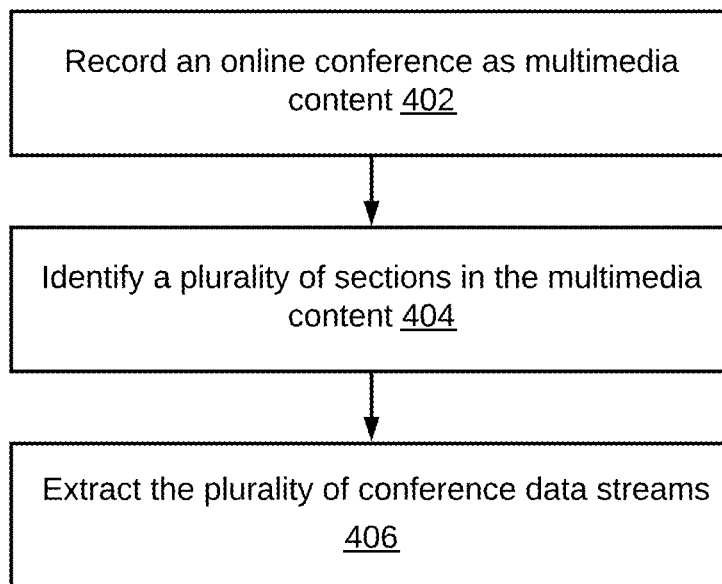 Record an online conference as multimedia
content 402
Identify a plurality of sections in the multimedia
content 404
Extract the plurality of conference data streams
406